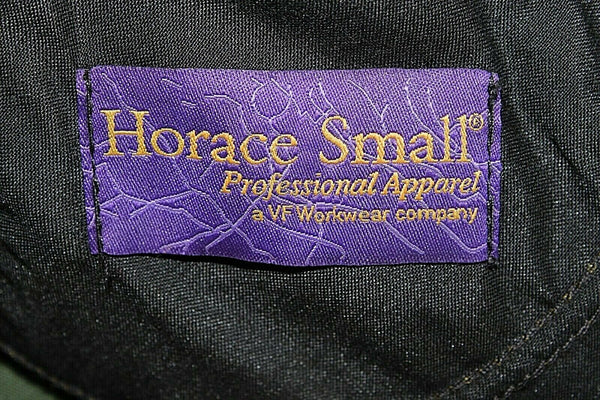 Horace Small®
Professional Apparel
a VF Workwear company